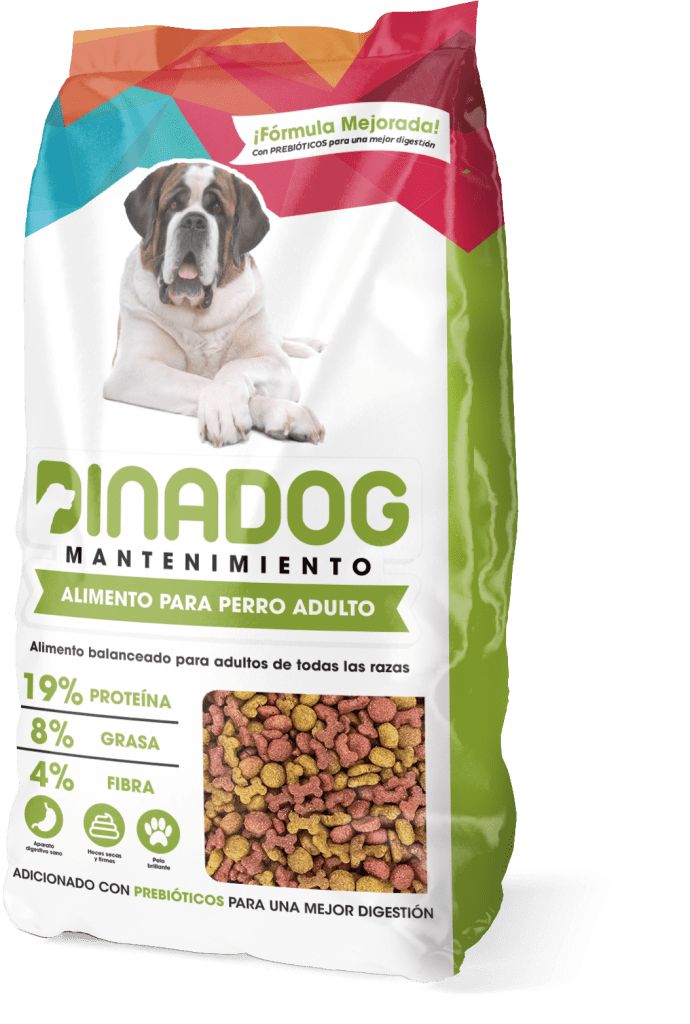 ¡Fórmula Mejorada!
Con PREBIÓTICOS para una mejor digestión
DINADOG
MANTENIMIENTO
ALIMENTO PARA PERRO ADULTO
Alimento balanceado para adultos de todas las razas
19% PROTEÍNA
8% GRASA
4% FIBRA
Aparato
digestivo sano
Heces secas
y firmes
Pelo
brillante
ADICIONADO CON PREBIÓTICOS PARA UNA MEJOR DIGESTIÓN